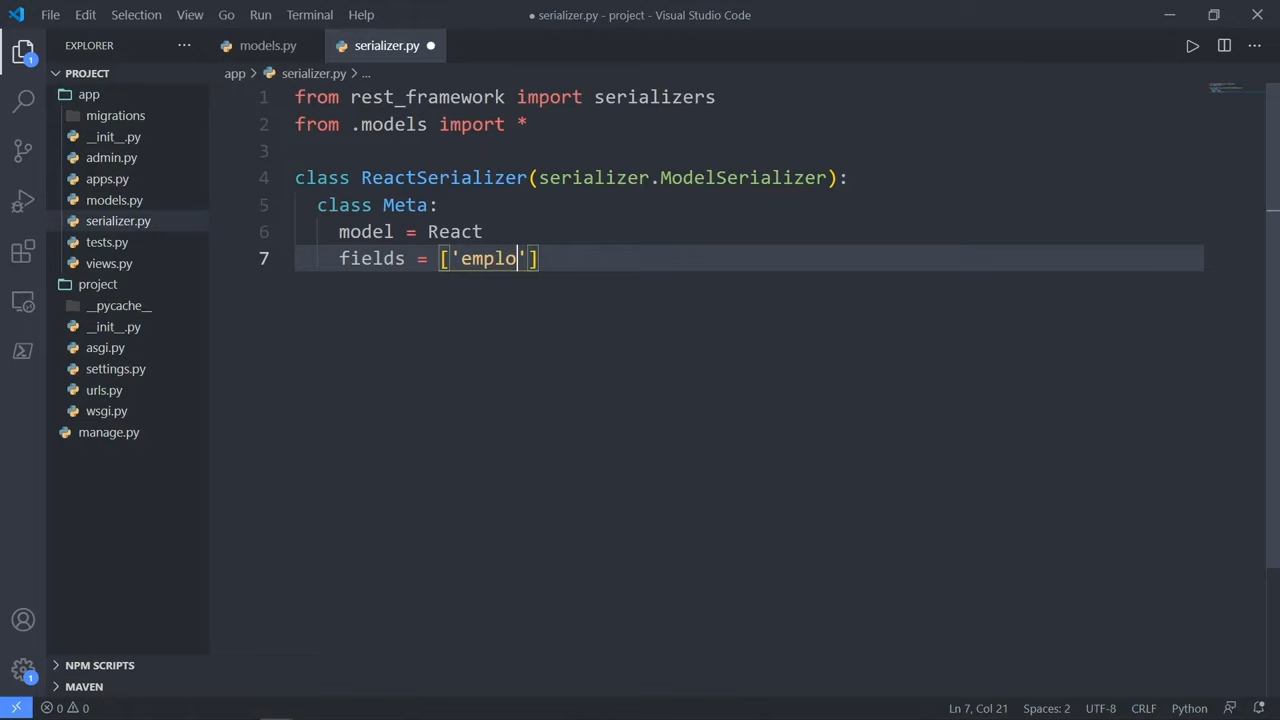 File Edit Selection View Go Run Terminal Help
● serializer.py - project - Visual Studio Code
EXPLORER ...
models.py
serializer.py ●
PROJECT
app > serializer.py > ...
app
migrations
__init__.py
admin.py
apps.py
models.py
serializer.py
tests.py
views.py
project
__pycache__
__init__.py
asgi.py
settings.py
urls.py
wsgi.py
manage.py
1 from rest_framework import serializers
2 from .models import *
3
4 class ReactSerializer(serializer.ModelSerializer):
5 class Meta:
6 model = React
7 fields = ['emplo']
1
1
NPM SCRIPTS
MAVEN
0 0
Ln 7, Col 21 Spaces: 2 UTF-8 CRLF Python